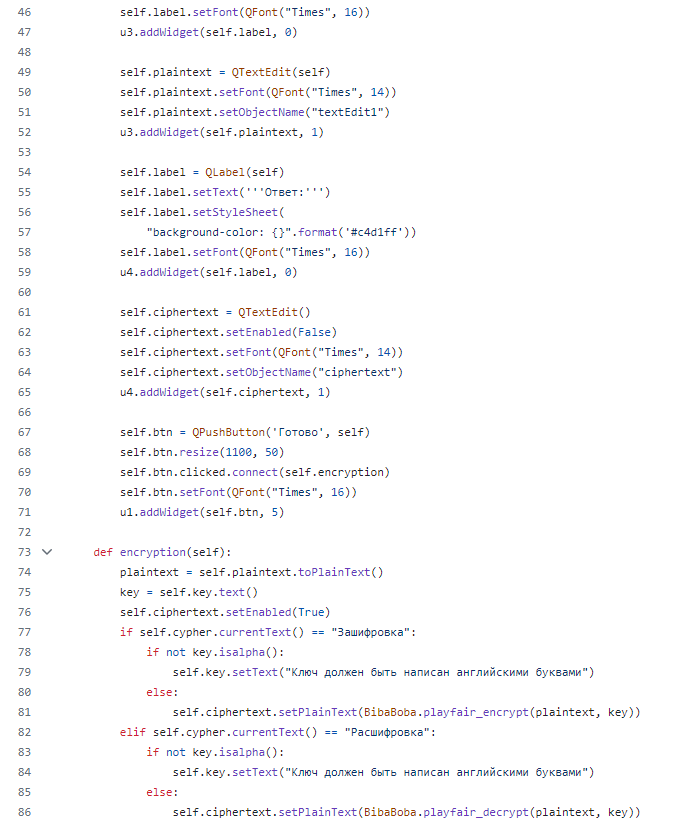 46 self.label.setFont(QFont("Times", 16))
47 u3.addWidget(self.label, 0)
48
49 self.plaintext = QTextEdit(self)
50 self.plaintext.setFont(QFont("Times", 14))
51 self.plaintext.setObjectName("textEdit1")
52 u3.addWidget(self.plaintext, 1)
53
54 self.label = QLabel(self)
55 self.label.setText('''Ответ:''')
56 self.label.setStyleSheet(
57 "background-color: {}".format('#c4d1ff'))
58 self.label.setFont(QFont("Times", 16))
59 u4.addWidget(self.label, 0)
60
61 self.ciphertext = QTextEdit()
62 self.ciphertext.setEnabled(False)
63 self.ciphertext.setFont(QFont("Times", 14))
64 self.ciphertext.setObjectName("ciphertext")
65 u4.addWidget(self.ciphertext, 1)
66
67 self.btn = QPushButton('Готово', self)
68 self.btn.resize(1100, 50)
69 self.btn.clicked.connect(self.encryption)
70 self.btn.setFont(QFont("Times", 16))
71 u1.addWidget(self.btn, 5)
72
73 def encryption(self):
74 plaintext = self.plaintext.toPlainText()
75 key = self.key.text()
76 self.ciphertext.setEnabled(True)
77 if self.cypher.currentText() == "Зашифровка":
78 if not key.isalpha():
79 self.key.setText("Ключ должен быть написан английскими буквами")
80 else:
81 self.ciphertext.setPlainText(BibaBoba.playfair_encrypt(plaintext, key))
82 elif self.cypher.currentText() == "Расшифровка":
83 if not key.isalpha():
84 self.key.setText("Ключ должен быть написан английскими буквами")
85 else:
86 self.ciphertext.setPlainText(BibaBoba.playfair_decrypt(plaintext, key))